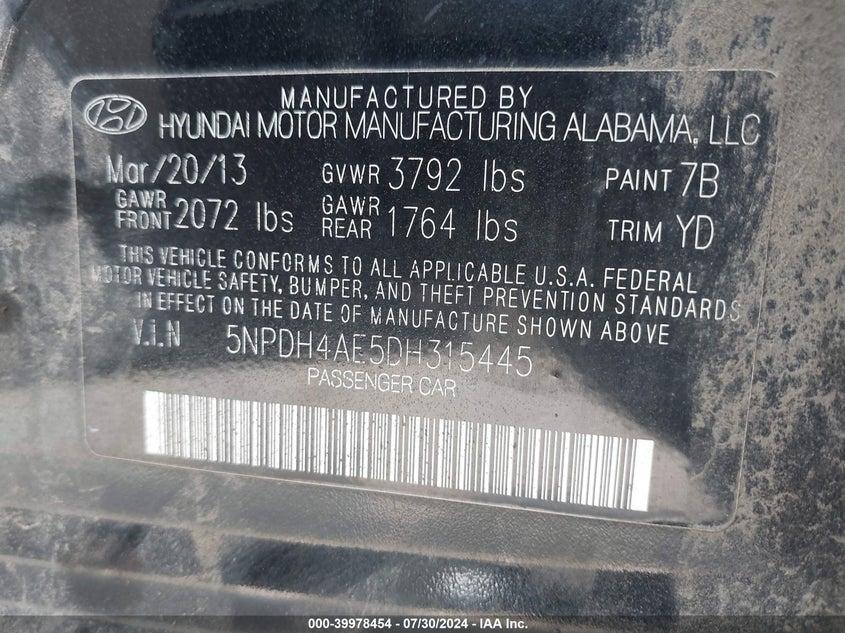 MANUFACTURED BY
HYUNDAI MOTOR MANUFACTURING ALABAMA, LLC
Mar/20/13 GVWR 3792 lbs PAINT 7B
GAWR FRONT 2072 lbs GAWR REAR 1764 lbs TRIM YD
THIS VEHICLE CONFORMS TO ALL APPLICABLE U.S.A. FEDERAL
MOTOR VEHICLE SAFETY, BUMPER, AND THEFT PREVENTION STANDARDS
IN EFFECT ON THE DATE OF MANUFACTURE SHOWN ABOVE
V.i.N 5NPDH4AE5DH315445
PASSENGER CAR
000-39978454 - 07/30/2024 - IAA Inc.